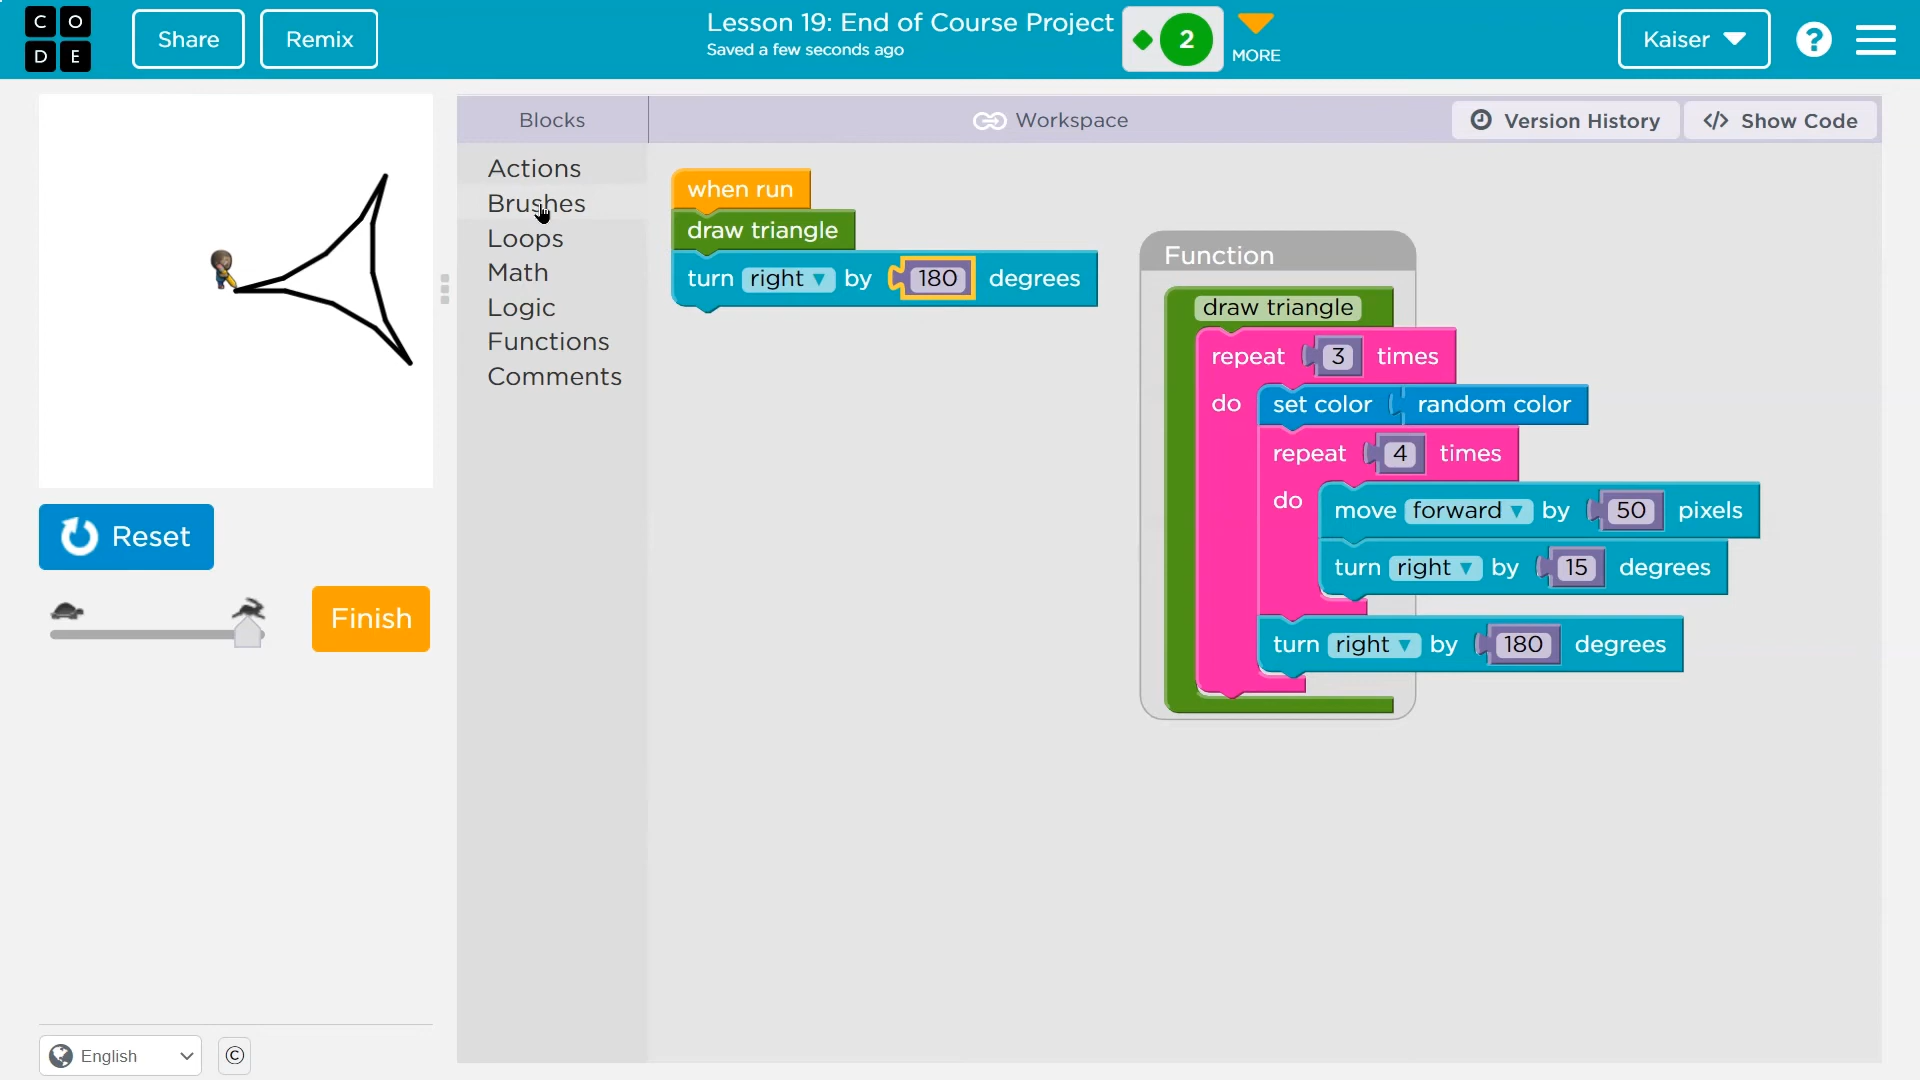 C O
D E
Share
Remix
Lesson 19: End of Course Project
Saved a few seconds ago
2
MORE
Kaiser
?
Blocks
Workspace
Version History
</> Show Code
Actions
Brushes
Loops
Math
Logic
Functions
Comments
when run
draw triangle
turn right ▼ by 180 degrees
Function
draw triangle
repeat 3 times
do set color random color
repeat 4 times
do move forward ▼ by 50 pixels
turn right ▼ by 15 degrees
turn right ▼ by 180 degrees
Reset
Finish
English
©